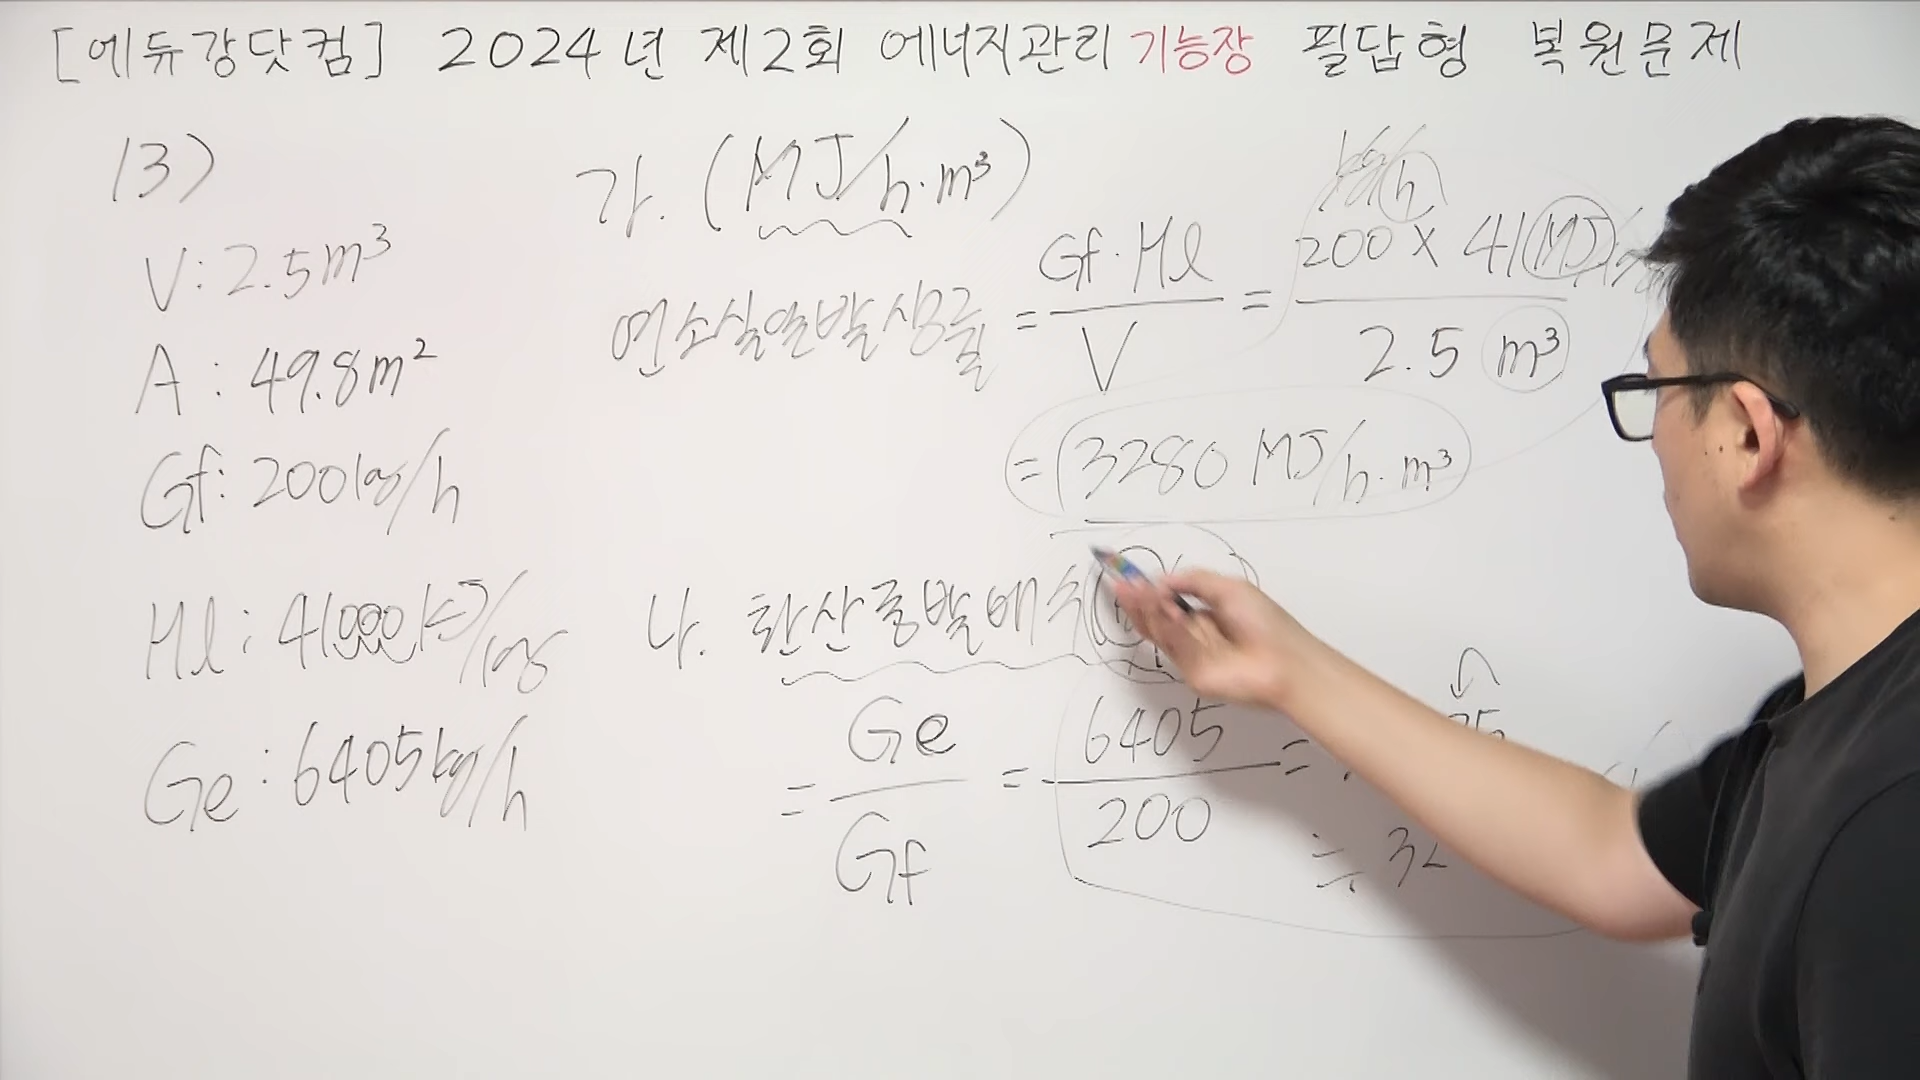 [에듀강닷컴] 2024년 제2회 에너지관리 기능장 필답형 복원문제
13)
V: 2.5m³
A: 49.8m²
Gf: 200kg/h
Hl: 41000kJ/kg
Ge: 6405kg/h
가. (MJ/h·m³)
kg/h
연소실열발생률 = Gf·Hl / V = 200 × 41 MJ / 2.5 m³
= 3280 MJ/h·m³
나. 환산증발배수
= Ge / Gf = 6405 / 200 =
≒ 32